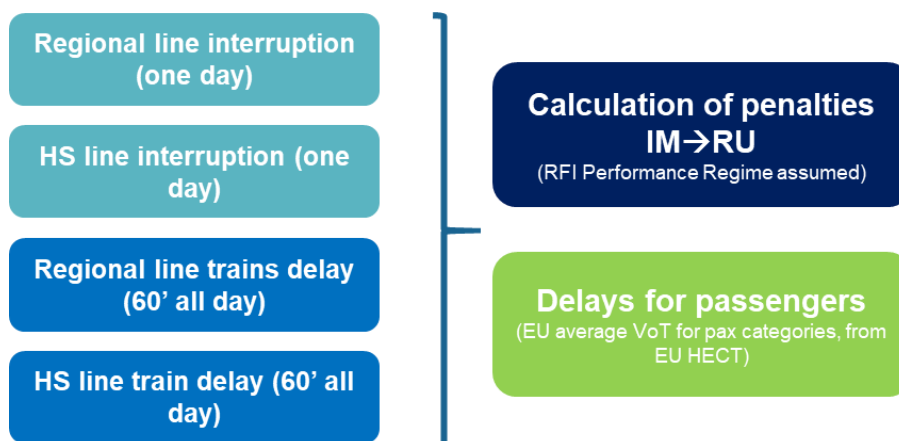 Regional line interruption
(one day)
HS line interruption (one
day)
Regional line trains delay
(60’ all day)
HS line train delay (60’ all
day)
Calculation of penalties
IM→RU
(RFI Performance Regime assumed)
Delays for passengers
(EU average VoT for pax categories, from
EU HECT)